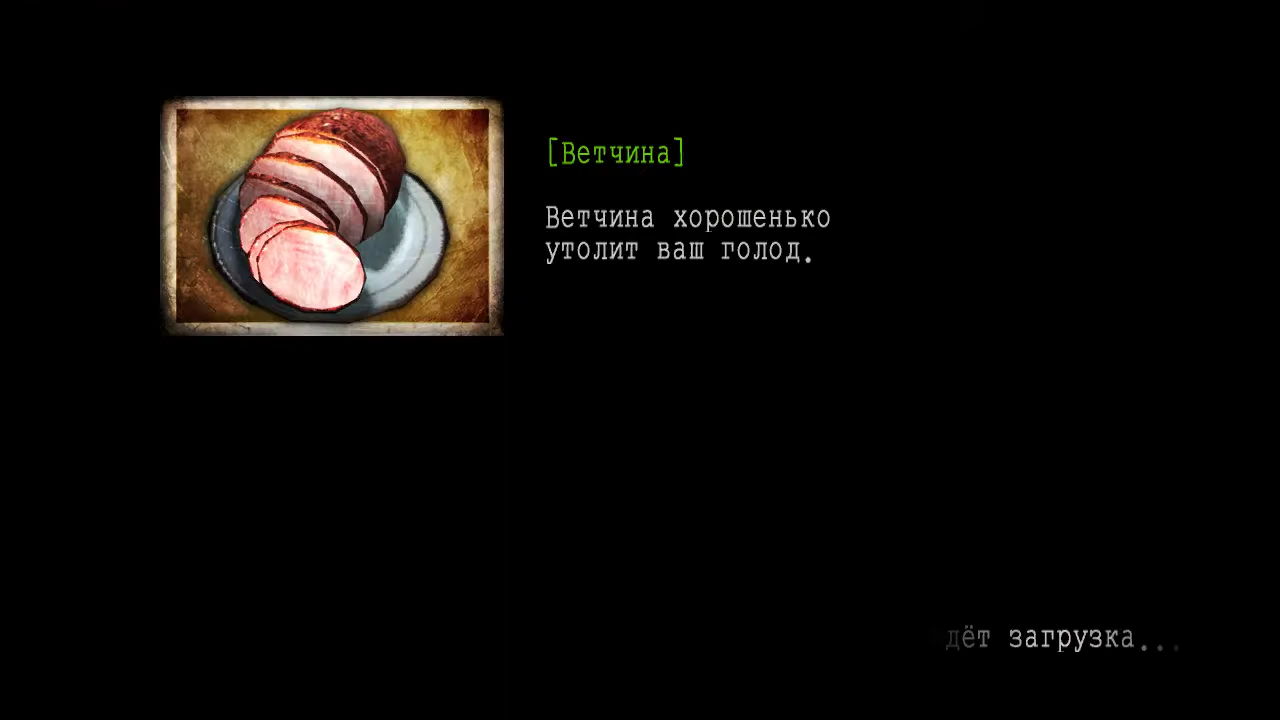 [Ветчина]
Ветчина хорошенько
утолит ваш голод.
дёт загрузка...